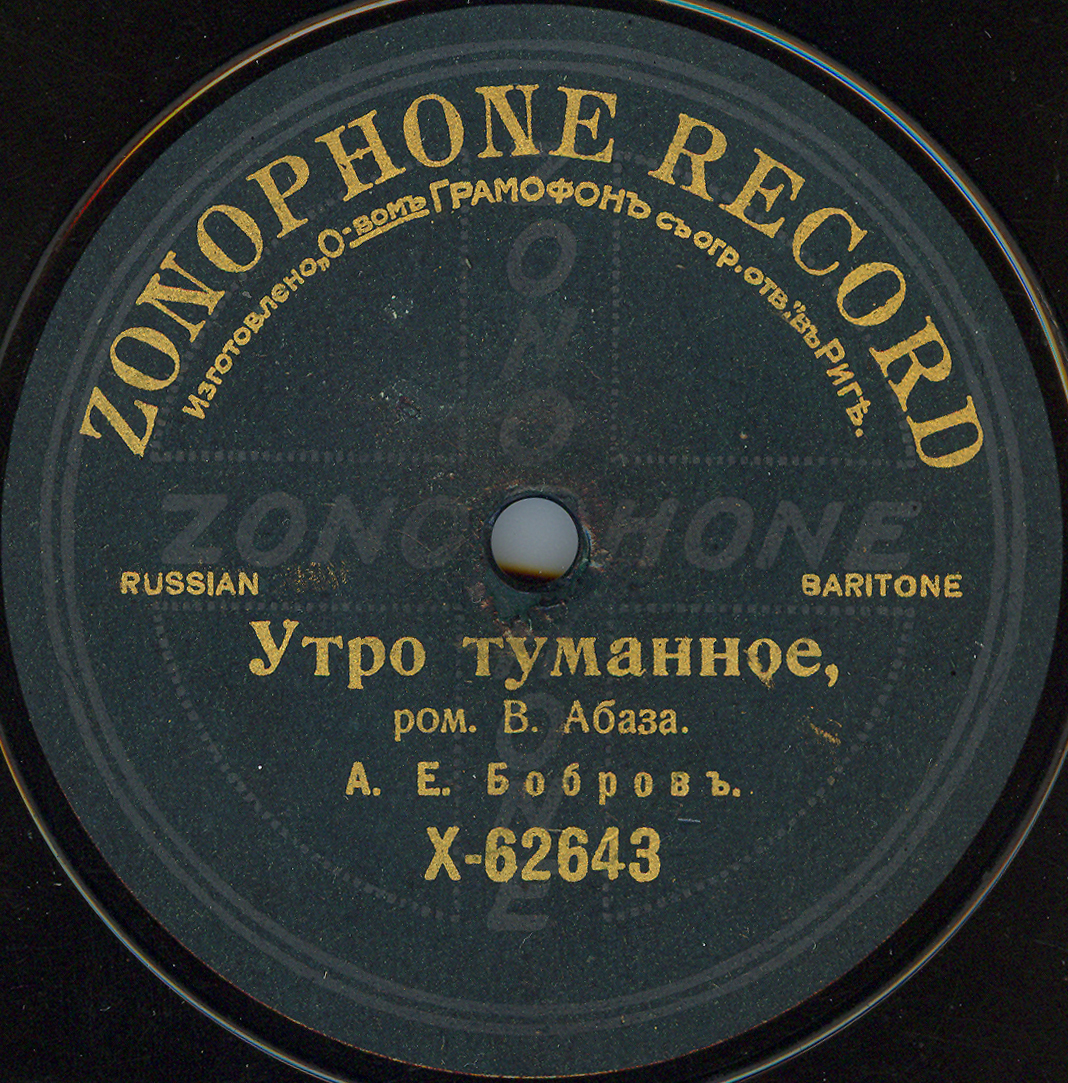 ZONOPHONE RECORD
Изготовлено „О-вомъ ГРАМОФОНЪ съ огр. отв." въ Ригѣ.
ZONOPHONE
ZONOPHONE
RUSSIAN
BARITONE
Утро туманное,
ром. В. Абаза.
А. Е. Бобровъ.
X-62643